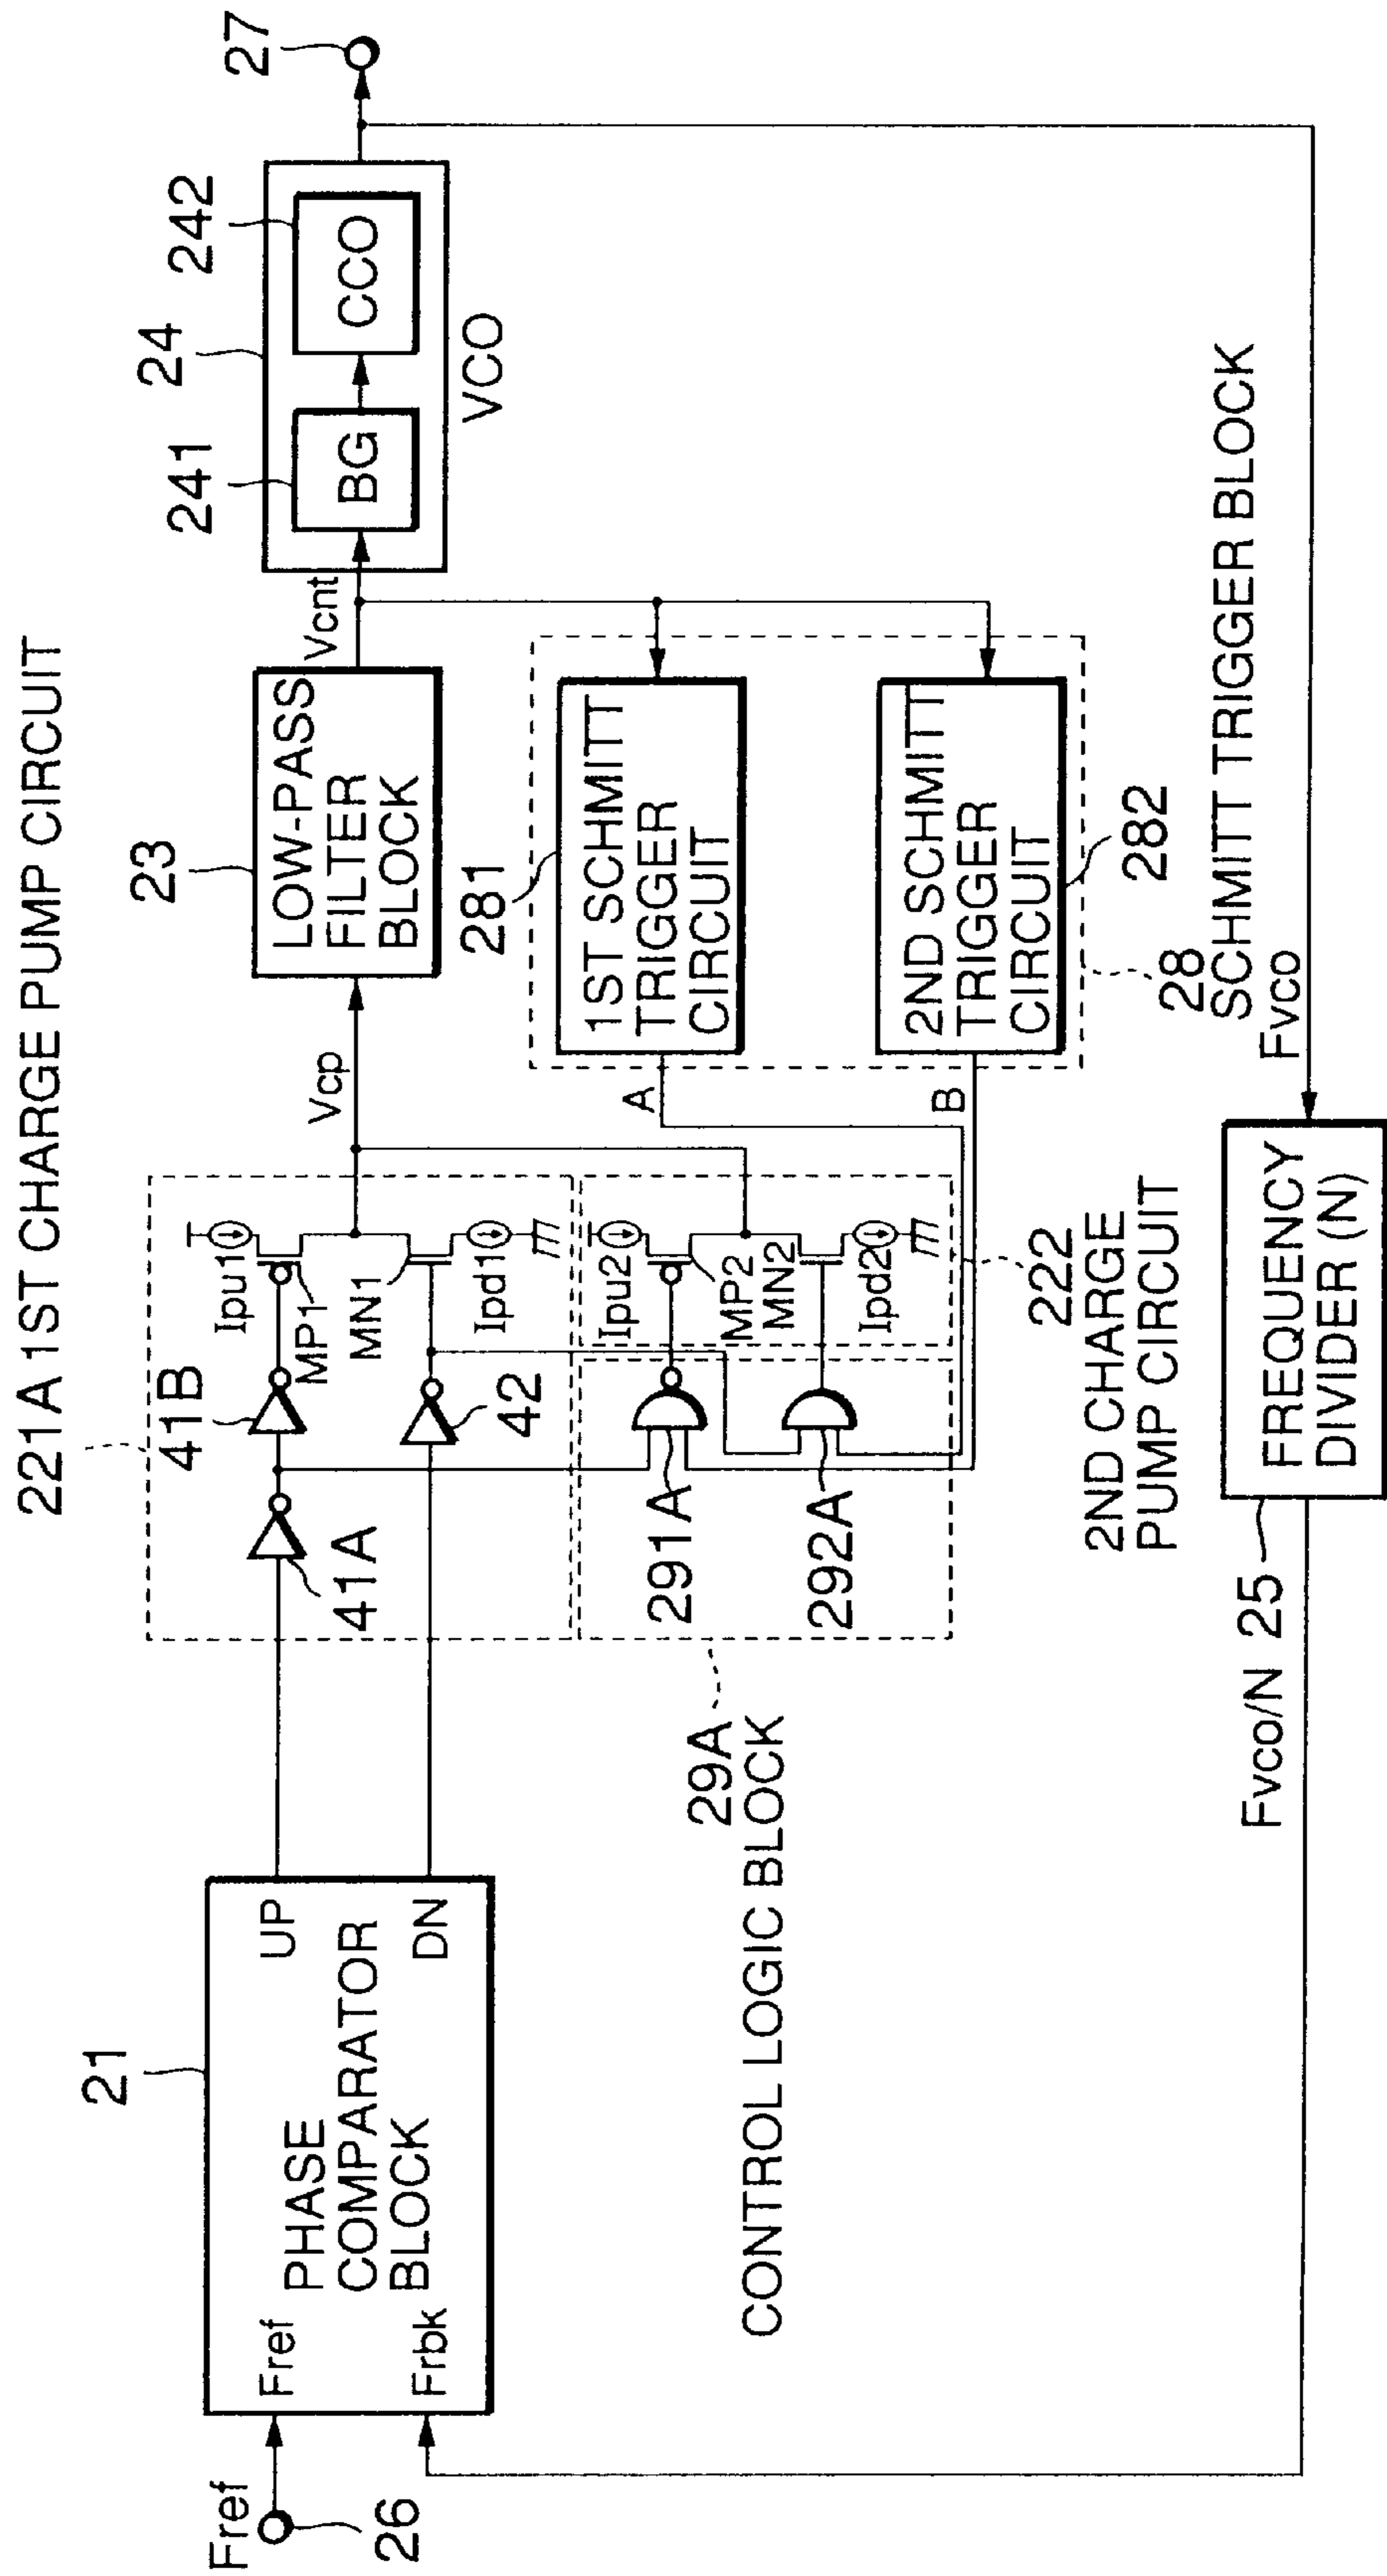 221A 1ST CHARGE PUMP CIRCUIT
21
PHASE
COMPARATOR
BLOCK
Fref
Frbk
UP
DN
Fref
26
41A
41B
42
Ipu1
MP1
MN1
Ipd1
Vcp
23
LOW-PASS
FILTER
BLOCK
Vcnt
24
241
BG
242
CCO
VCO
27
29A
CONTROL LOGIC BLOCK
291A
292A
Ipu2
MP2
MN2
Ipd2
222
2ND CHARGE
PUMP CIRCUIT
A
B
281
1ST SCHMITT
TRIGGER
CIRCUIT
2ND SCHMITT
TRIGGER
CIRCUIT
282
28
SCHMITT TRIGGER BLOCK
Fvco
FREQUENCY
DIVIDER (N)
25
Fvco/N